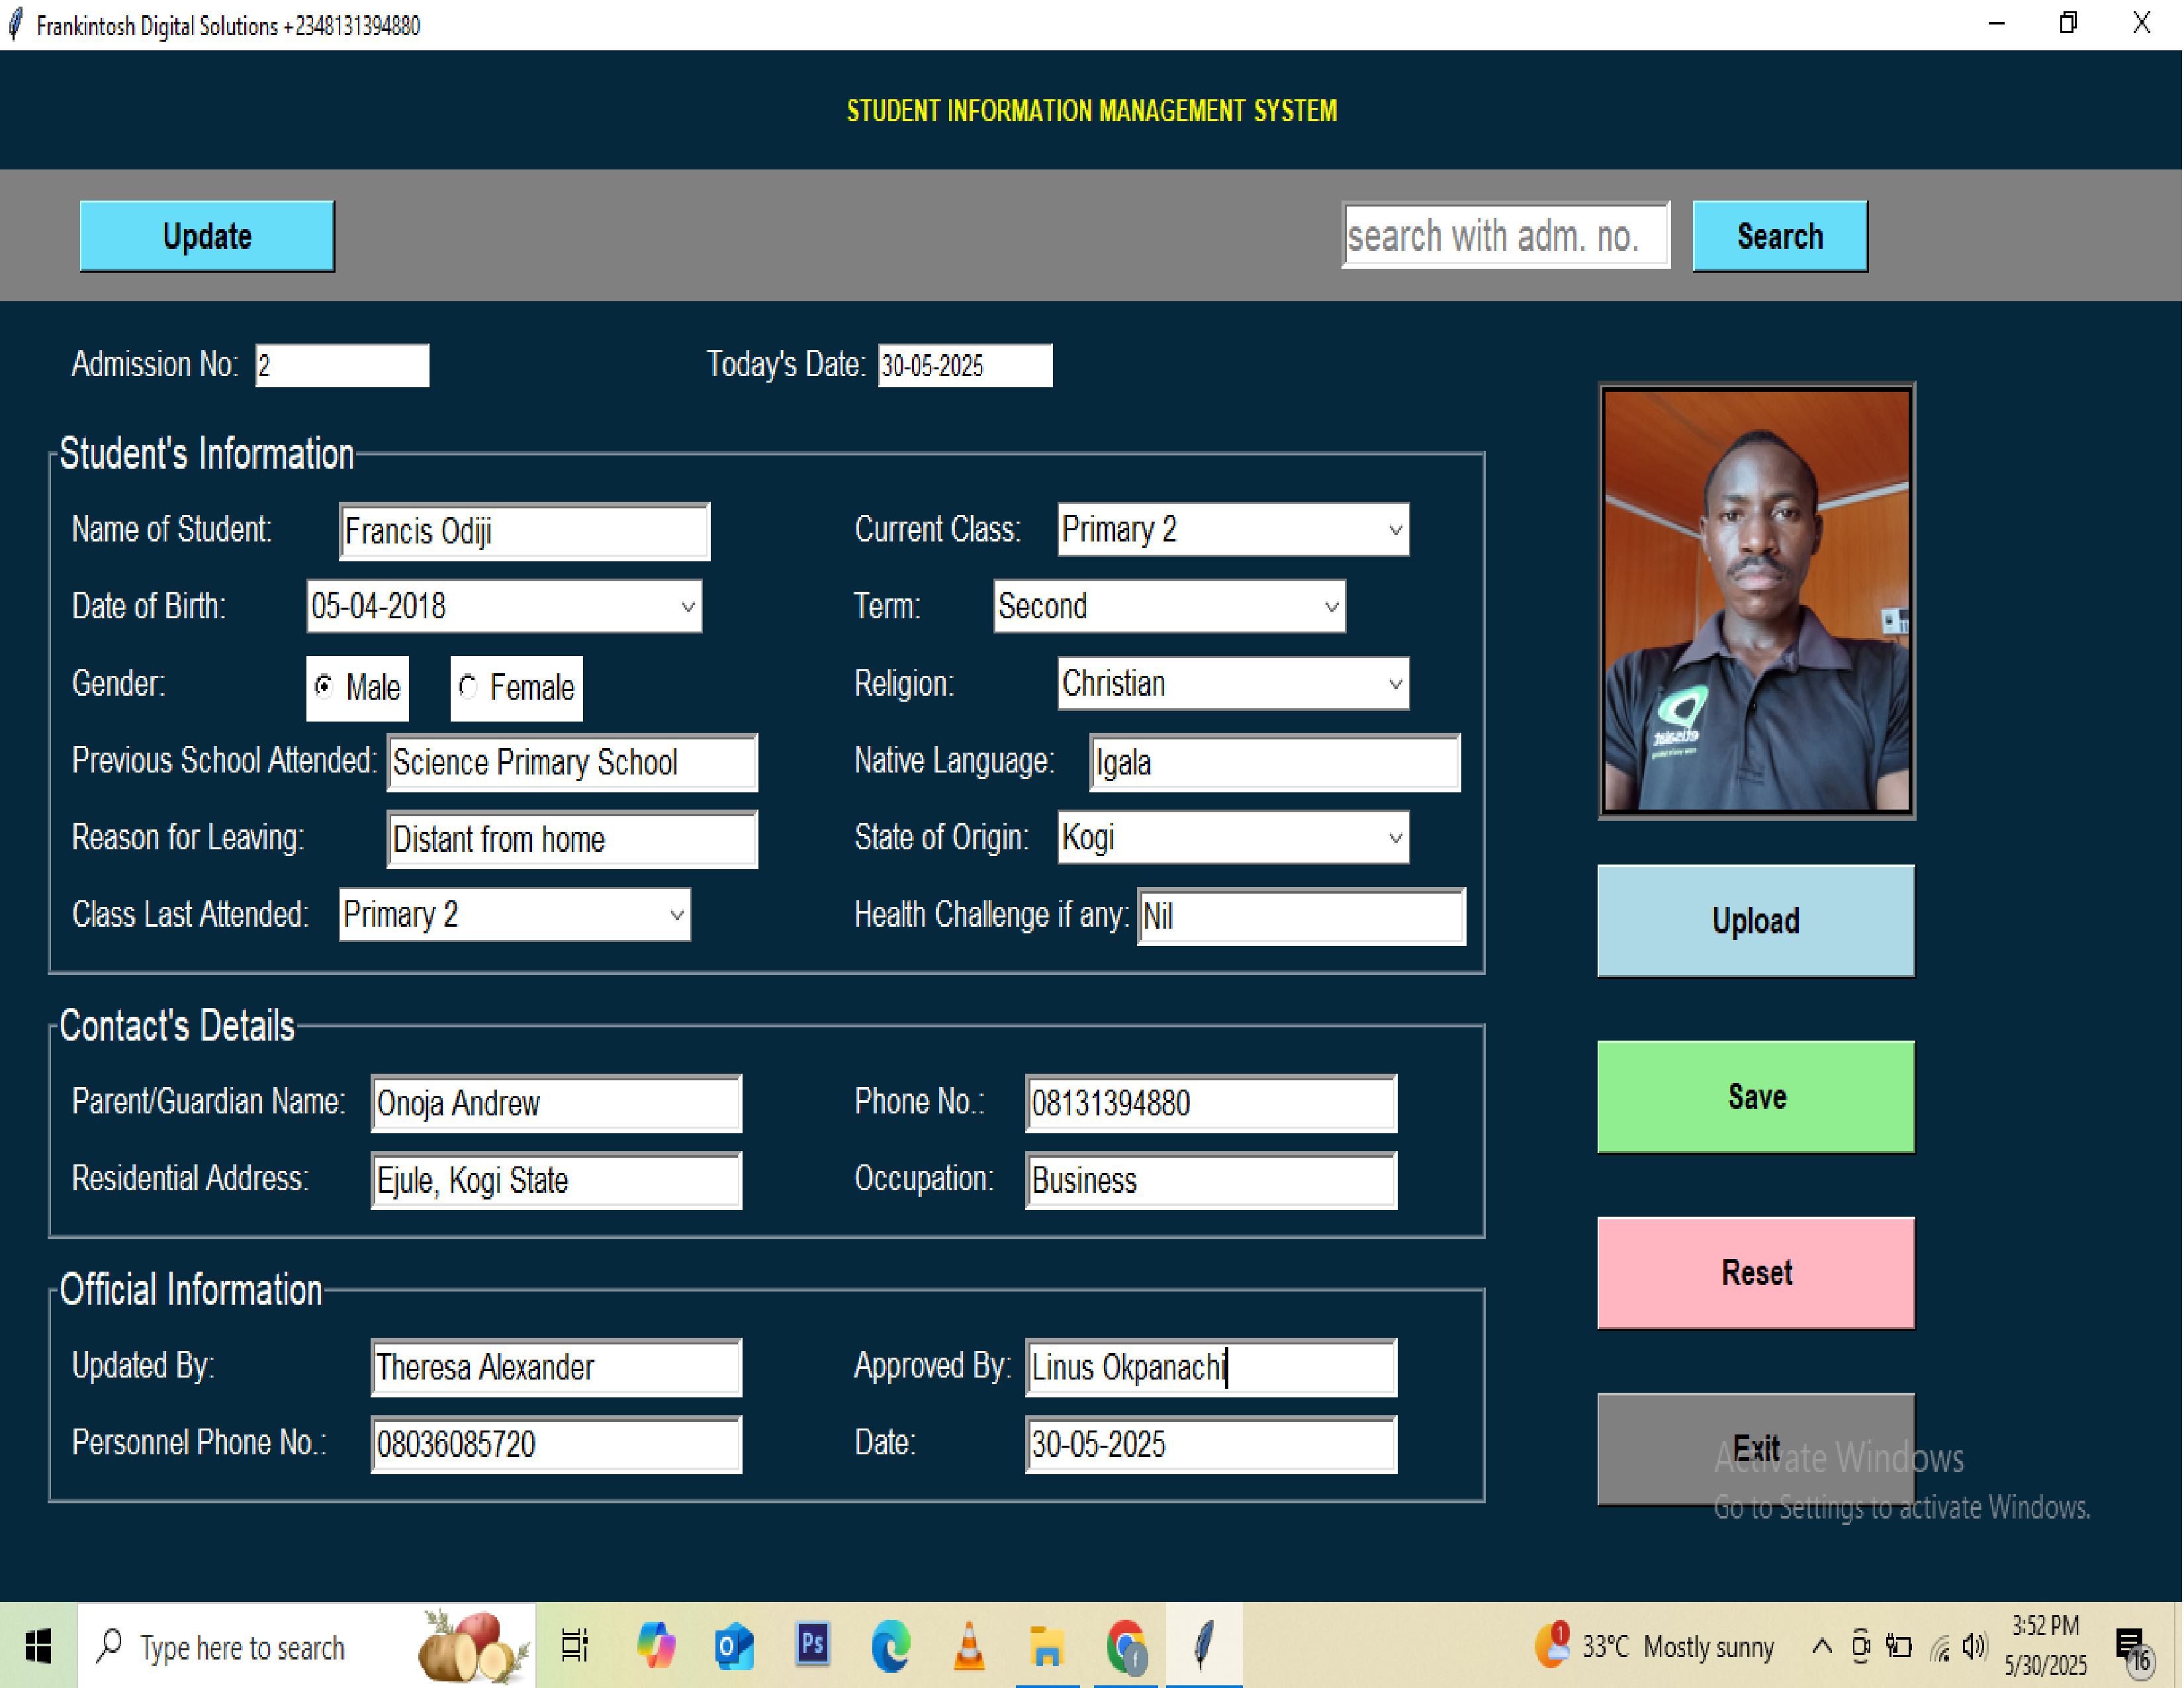 Frankintosh Digital Solutions +2348131394880
STUDENT INFORMATION MANAGEMENT SYSTEM
Update
search with adm. no.
Search
Admission No: 2
Today's Date: 30-05-2025
Student's Information
Name of Student: Francis Odiji
Current Class: Primary 2
Date of Birth: 05-04-2018
Term: Second
Gender: Male Female
Religion: Christian
Previous School Attended: Science Primary School
Native Language: Igala
Reason for Leaving: Distant from home
State of Origin: Kogi
Class Last Attended: Primary 2
Health Challenge if any: Nil
Upload
Contact's Details
Parent/Guardian Name: Onoja Andrew
Phone No.: 08131394880
Save
Residential Address: Ejule, Kogi State
Occupation: Business
Reset
Official Information
Updated By: Theresa Alexander
Approved By: Linus Okpanachi
Personnel Phone No.: 08036085720
Date: 30-05-2025
Exit
Activate Windows
Go to Settings to activate Windows.
Type here to search
Ps
1
33°C Mostly sunny
3:52 PM
5/30/2025
16